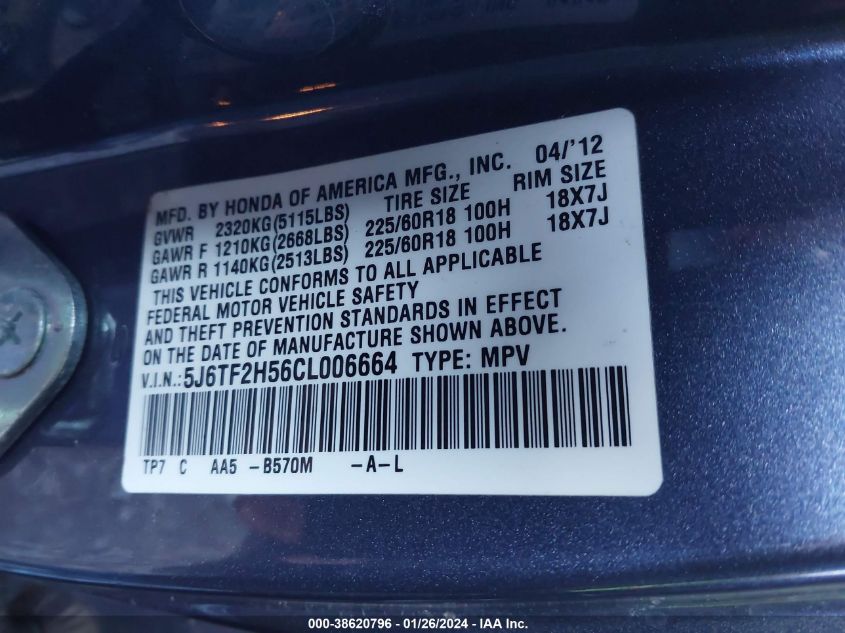 MFD. BY HONDA OF AMERICA MFG., INC. 04/'12
GVWR 2320KG(5115LBS) TIRE SIZE RIM SIZE
GAWR F 1210KG(2668LBS) 225/60R18 100H 18X7J
GAWR R 1140KG(2513LBS) 225/60R18 100H 18X7J
THIS VEHICLE CONFORMS TO ALL APPLICABLE
FEDERAL MOTOR VEHICLE SAFETY
AND THEFT PREVENTION STANDARDS IN EFFECT
ON THE DATE OF MANUFACTURE SHOWN ABOVE.
V.I.N.:5J6TF2H56CL006664 TYPE: MPV
TP7 C AA5 -B570M -A-L
000-38620796 - 01/26/2024 - IAA Inc.